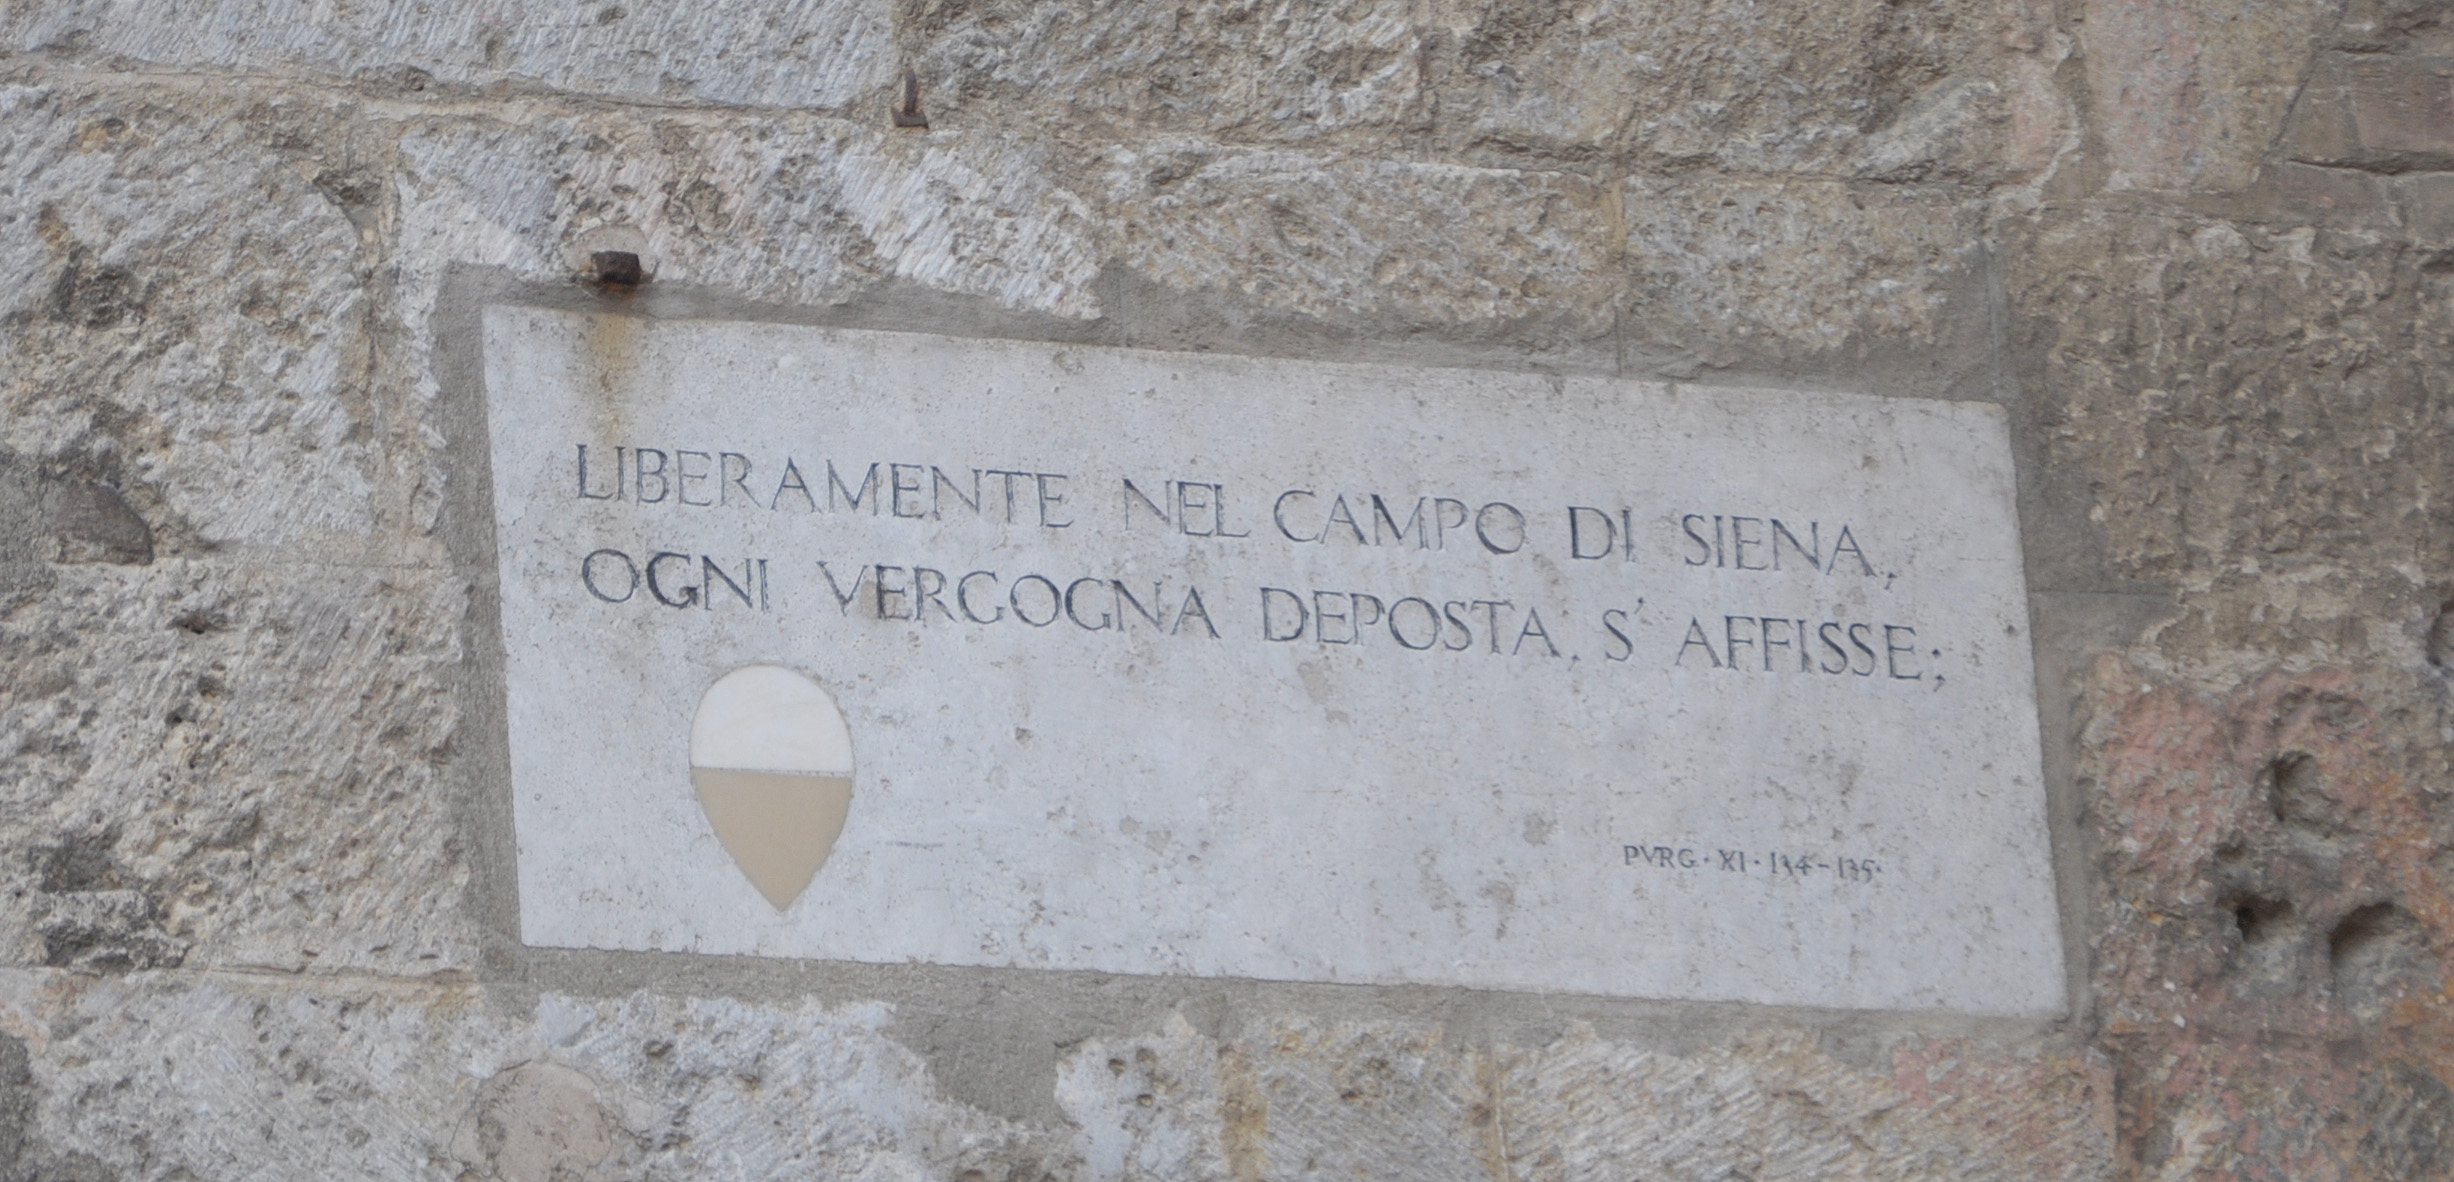 LIBERAMENTE NEL CAMPO DI SIENA,
OGNI VERGOGNA DEPOSTA, S' AFFISSE;
PVRG · XI · 134-135·